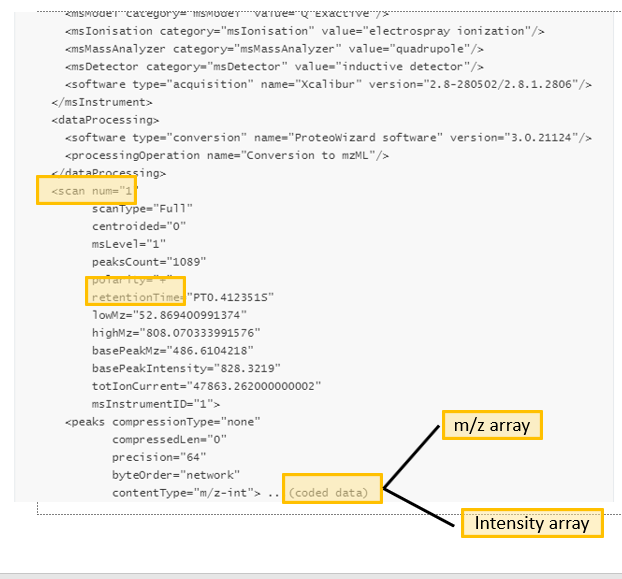 <msModel category="msModel" value="Q Exactive"/>
<msIonisation category="msIonisation" value="electrospray ionization"/>
<msMassAnalyzer category="msMassAnalyzer" value="quadrupole"/>
<msDetector category="msDetector" value="inductive detector"/>
<software type="acquisition" name="Xcalibur" version="2.8-280502/2.8.1.2806"/>
</msInstrument>
<dataProcessing>
<software type="conversion" name="ProteoWizard software" version="3.0.21124"/>
<processingOperation name="Conversion to mzML"/>
</dataProcessing>
<scan num="1"
scanType="Full"
centroided="0"
msLevel="1"
peaksCount="1089"
polarity="+"
retentionTime="PT0.412351S"
lowMz="52.869400991374"
highMz="808.070333991576"
basePeakMz="486.6104218"
basePeakIntensity="828.3219"
totIonCurrent="47863.262000000002"
msInstrumentID="1">
<peaks compressionType="none"
compressedLen="0"
precision="64"
byteOrder="network"
contentType="m/z-int"> .. (coded data)
m/z array
Intensity array